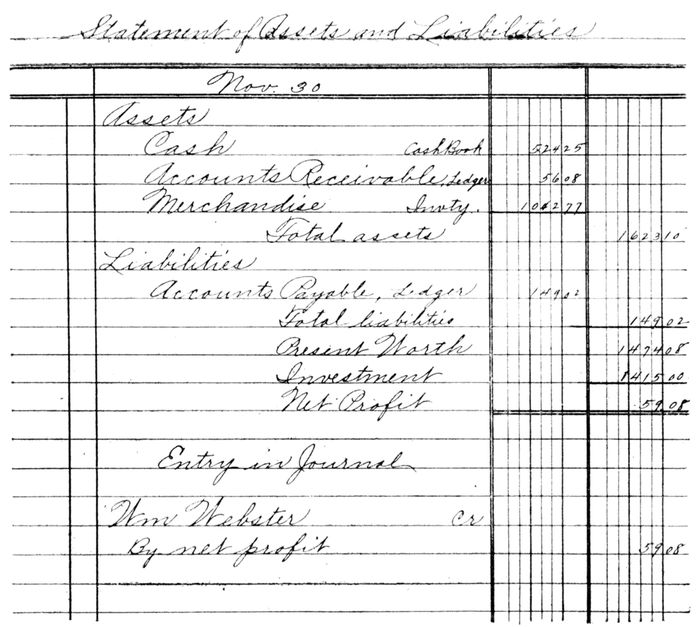 Statement of Assets and Liabilities
Nov. 30
Assets
Cash Cash Book 524 25
Accounts Receivable, Ledger 56 08
Merchandise Invty. 1042 77
Total assets 1623 10
Liabilities
Accounts Payable, Ledger 149 02
Total liabilities 149.02
Present Worth 1474 08
Investment 1415.00
Net Profit 59.08
Entry in Journal
Wm Webster Cr
By net profit 59 08